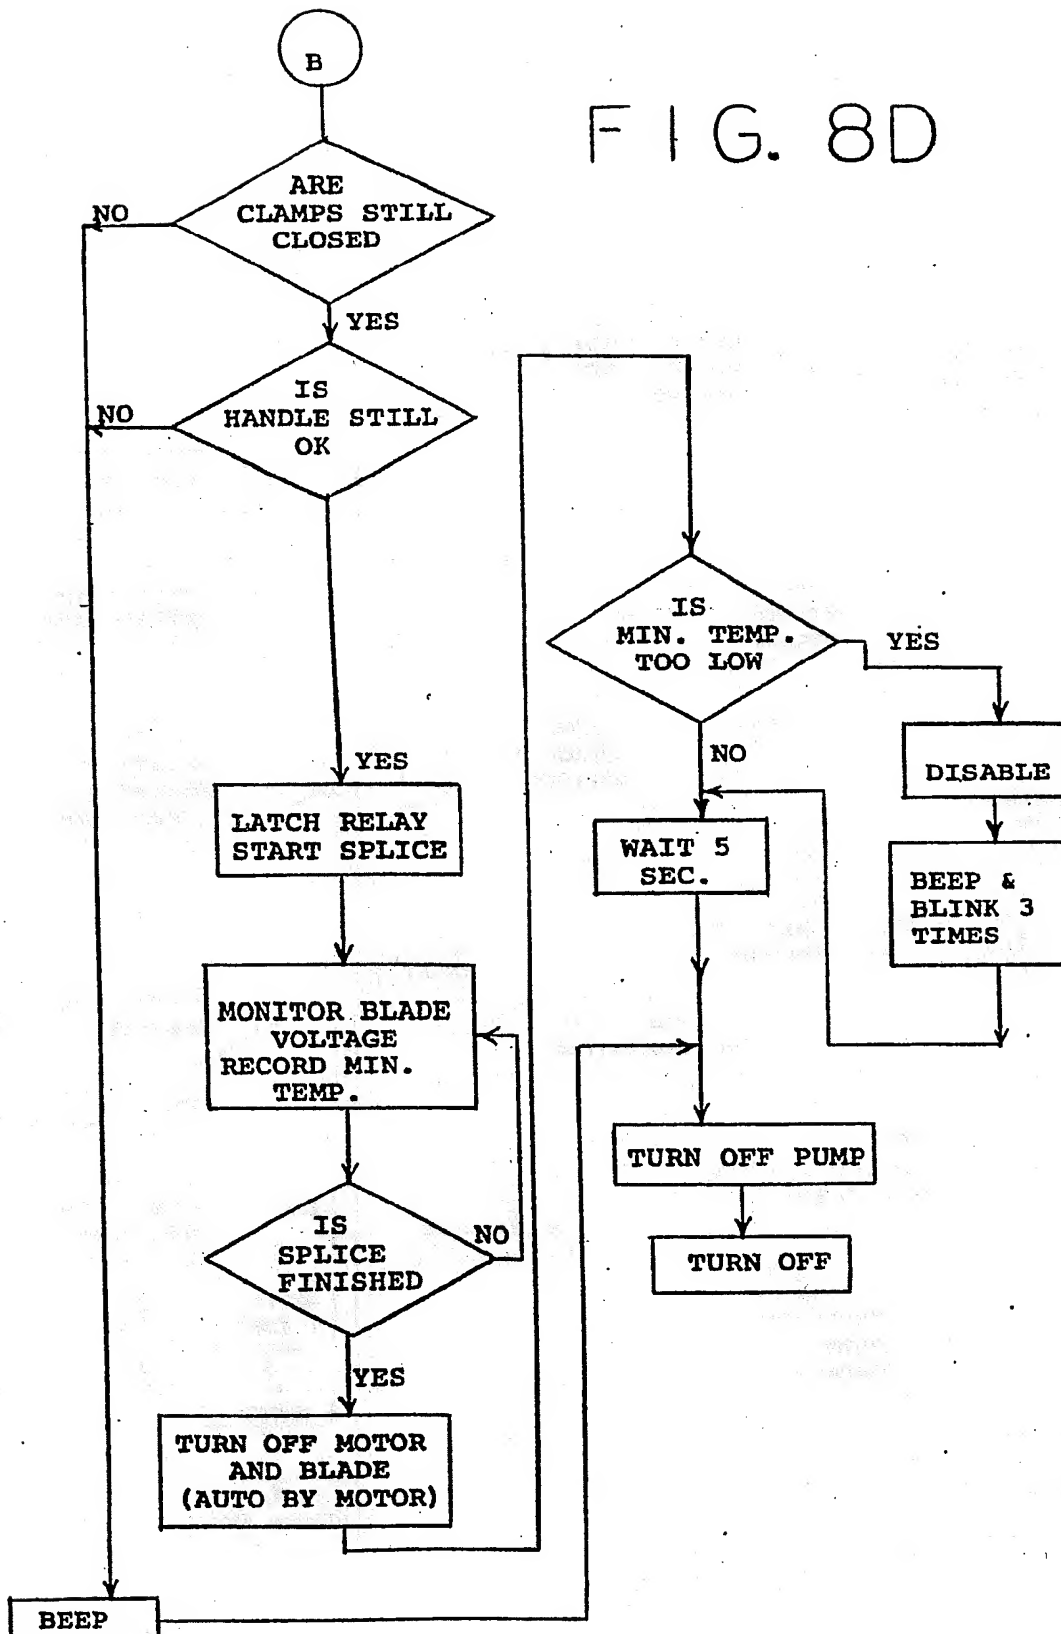 B
FIG. 8D
ARE
CLAMPS STILL
CLOSED
NO
YES
IS
HANDLE STILL
OK
NO
YES
LATCH RELAY
START SPLICE
MONITOR BLADE
VOLTAGE
RECORD MIN.
TEMP.
IS
SPLICE
FINISHED
NO
YES
TURN OFF MOTOR
AND BLADE
(AUTO BY MOTOR)
BEEP
IS
MIN. TEMP.
TOO LOW
YES
NO
DISABLE
BEEP &
BLINK 3
TIMES
WAIT 5
SEC.
TURN OFF PUMP
TURN OFF